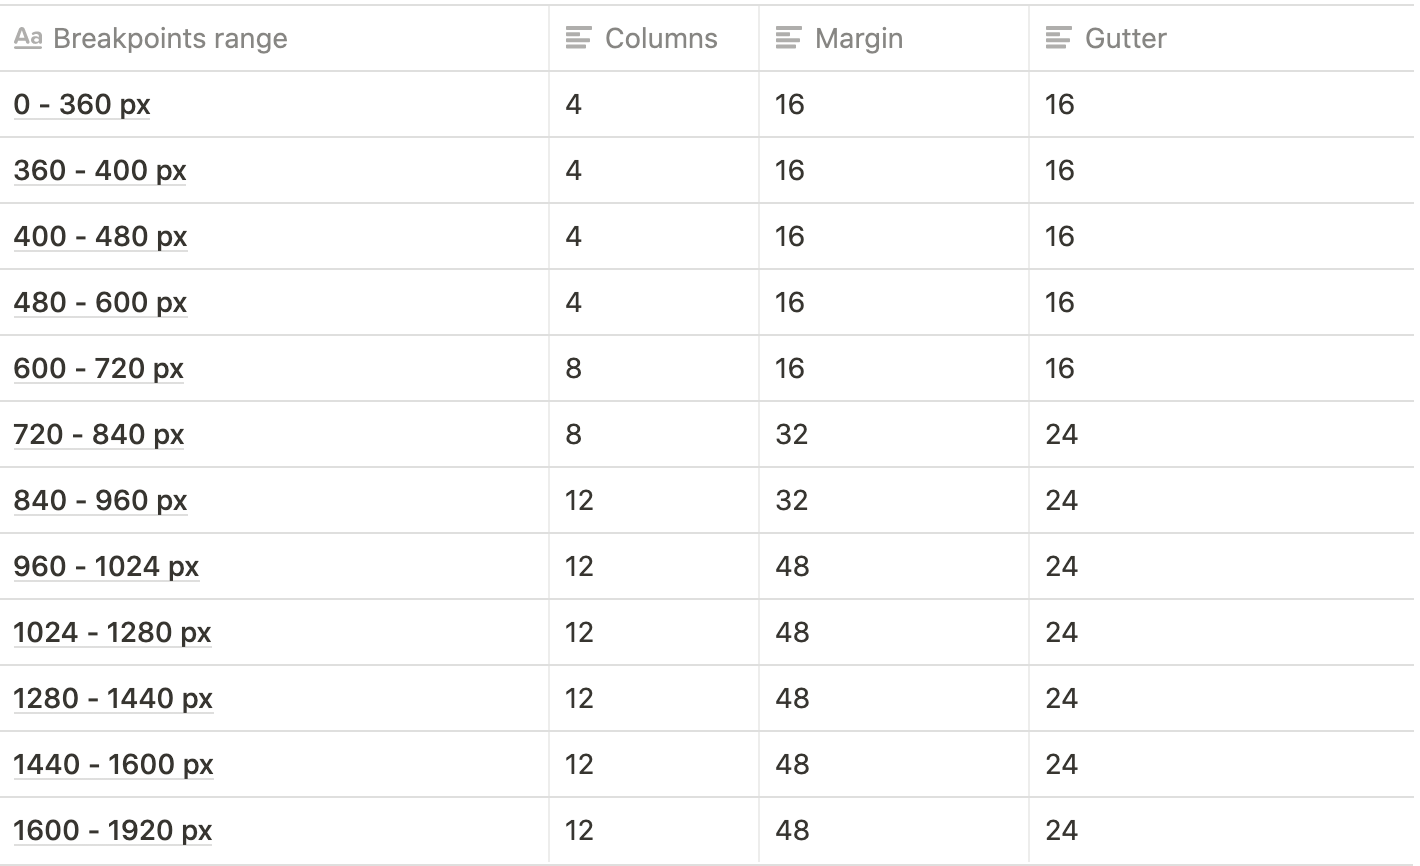 Aa Breakpoints range Columns Margin Gutter
0 - 360 px 4 16 16
360 - 400 px 4 16 16
400 - 480 px 4 16 16
480 - 600 px 4 16 16
600 - 720 px 8 16 16
720 - 840 px 8 32 24
840 - 960 px 12 32 24
960 - 1024 px 12 48 24
1024 - 1280 px 12 48 24
1280 - 1440 px 12 48 24
1440 - 1600 px 12 48 24
1600 - 1920 px 12 48 24